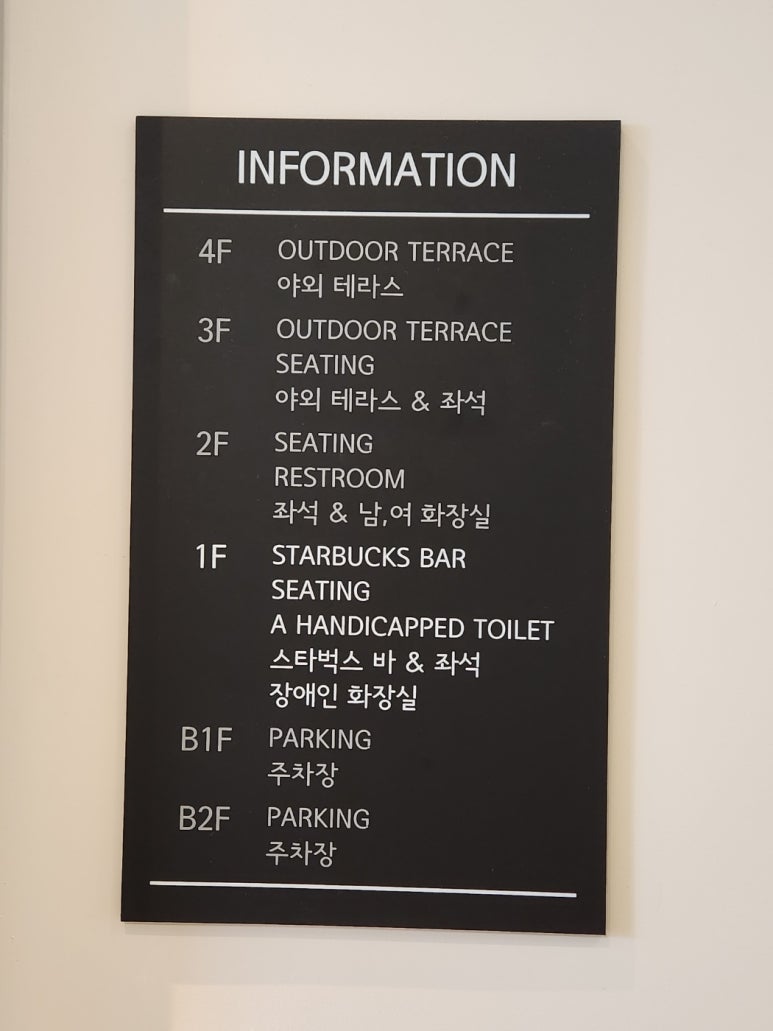 INFORMATION
4F OUTDOOR TERRACE
야외 테라스
3F OUTDOOR TERRACE
SEATING
야외 테라스 & 좌석
2F SEATING
RESTROOM
좌석 & 남,여 화장실
1F STARBUCKS BAR
SEATING
A HANDICAPPED TOILET
스타벅스 바 & 좌석
장애인 화장실
B1F PARKING
주차장
B2F PARKING
주차장